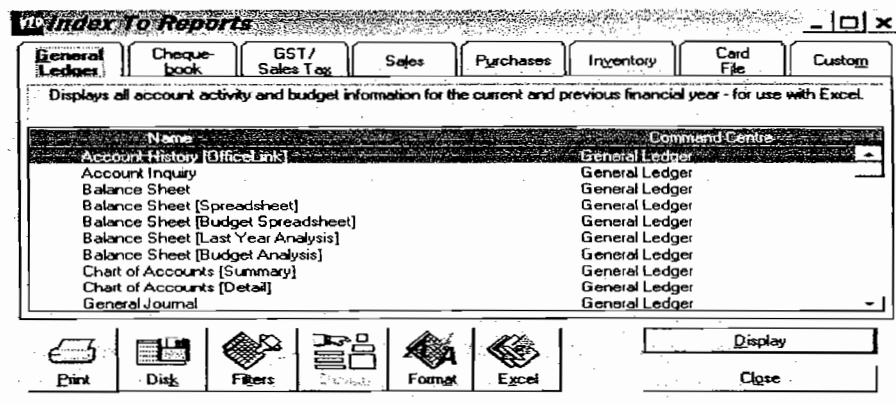 Index To Reports
General Ledger
Cheque-book
GST/ Sales Tax
Sales
Purchases
Inventory
Card File
Custom
Displays all account activity and budget information for the current and previous financial year - for use with Excel.
Name Command Centre
Account History [OfficeLink] General Ledger
Account Inquiry General Ledger
Balance Sheet General Ledger
Balance Sheet [Spreadsheet] General Ledger
Balance Sheet [Budget Spreadsheet] General Ledger
Balance Sheet [Last Year Analysis] General Ledger
Balance Sheet [Budget Analysis] General Ledger
Chart of Accounts [Summary] General Ledger
Chart of Accounts [Detail] General Ledger
General Journal General Ledger
Print Disk Filters Format Excel
Display
Close